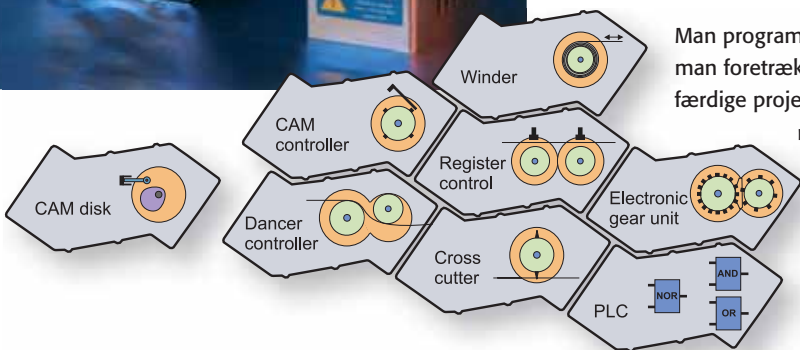 Winder
CAM
controller
Register
control
Electronic
gear unit
CAM disk
Dancer
controller
Cross
cutter
PLC
NOR
AND
OR
Man program
man foretræk
færdige proje